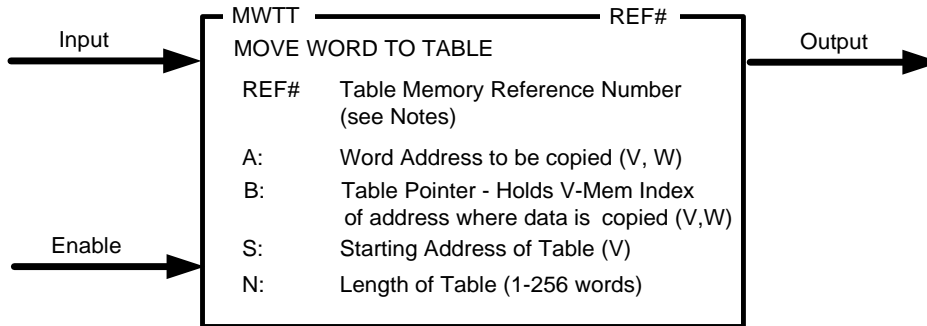 MWTT REF#
Input
MOVE WORD TO TABLE
Output
REF# Table Memory Reference Number
(see Notes)
A: Word Address to be copied (V, W)
B: Table Pointer - Holds V-Mem Index
of address where data is copied (V,W)
Enable
S: Starting Address of Table (V)
N: Length of Table (1-256 words)